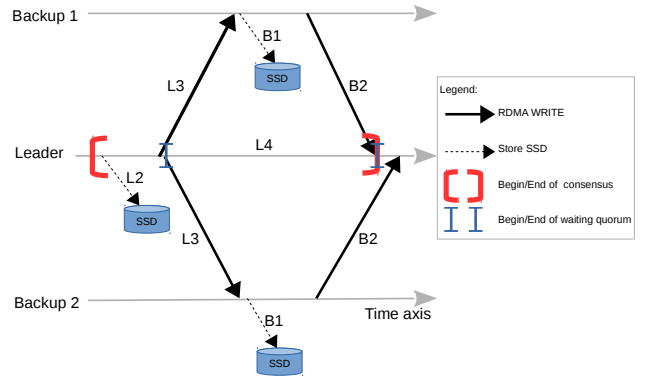 Backup 1
B1
SSD
L3
B2
Legend:
RDMA WRITE
Leader
L4
Store SSD
L2
Begin/End of consensus
SSD
Begin/End of waiting quorum
L3
B2
Backup 2
Time axis
B1
SSD